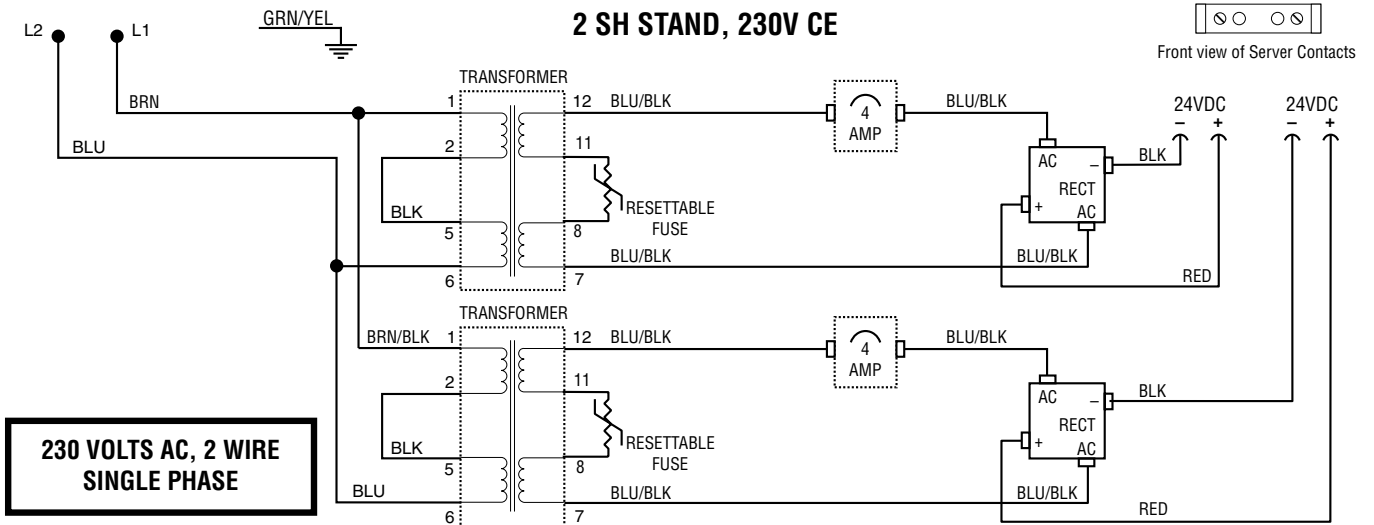 2 SH STAND, 230V CE
L2
L1
GRN/YEL
Front view of Server Contacts
BRN
BLU
TRANSFORMER
1
2
5
6
BLK
12
11
8
7
BLU/BLK
RESETTABLE
FUSE
BLU/BLK
4
AMP
BLU/BLK
BLU/BLK
AC
–
RECT
+
AC
BLK
RED
24VDC
– +
24VDC
– +
TRANSFORMER
BRN/BLK
1
2
5
6
BLK
BLU
12
11
8
7
BLU/BLK
RESETTABLE
FUSE
BLU/BLK
4
AMP
BLU/BLK
BLU/BLK
AC
–
RECT
+
AC
BLK
RED
230 VOLTS AC, 2 WIRE
SINGLE PHASE